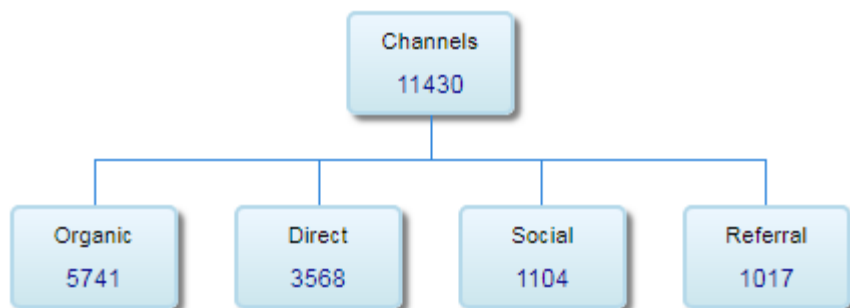 Channels
11430
Organic
5741
Direct
3568
Social
1104
Referral
1017